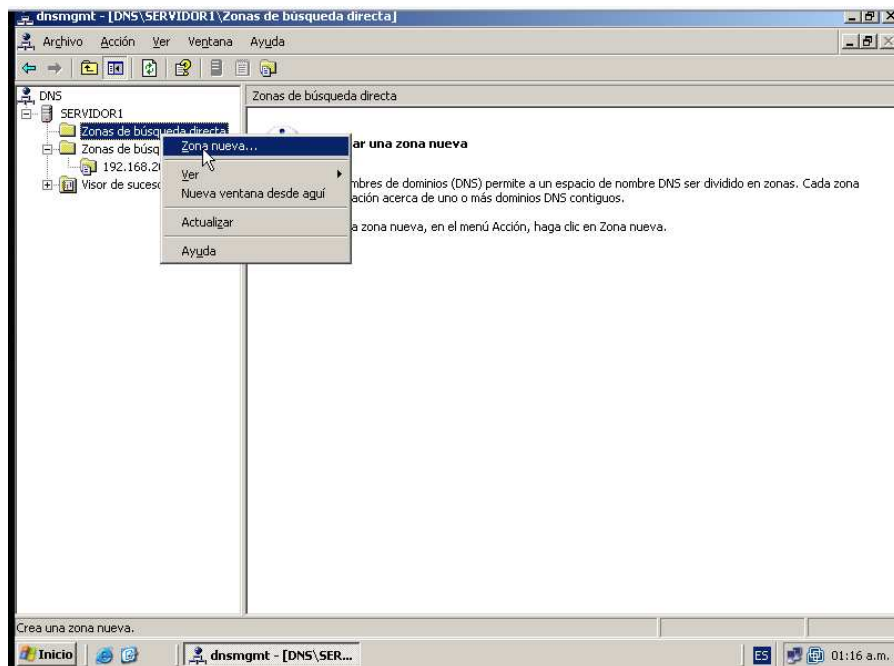 dnsmgmt - [DNS\SERVIDOR1\Zonas de búsqueda directa]
Archivo Acción Ver Ventana Ayuda
DNS
SERVIDOR1
Zonas de búsqueda directa
Zonas de búsq
192.168.20
Visor de suceso
Zona nueva...
Ver
Nueva ventana desde aquí
Actualizar
Ayuda
Zonas de búsqueda directa
ar una zona nueva
mbres de dominios (DNS) permite a un espacio de nombre DNS ser dividido en zonas. Cada zona
ación acerca de uno o más dominios DNS contiguos.
a zona nueva, en el menú Acción, haga clic en Zona nueva.
Crea una zona nueva.
Inicio
dnsmgmt - [DNS\SER...
ES
01:16 a.m.